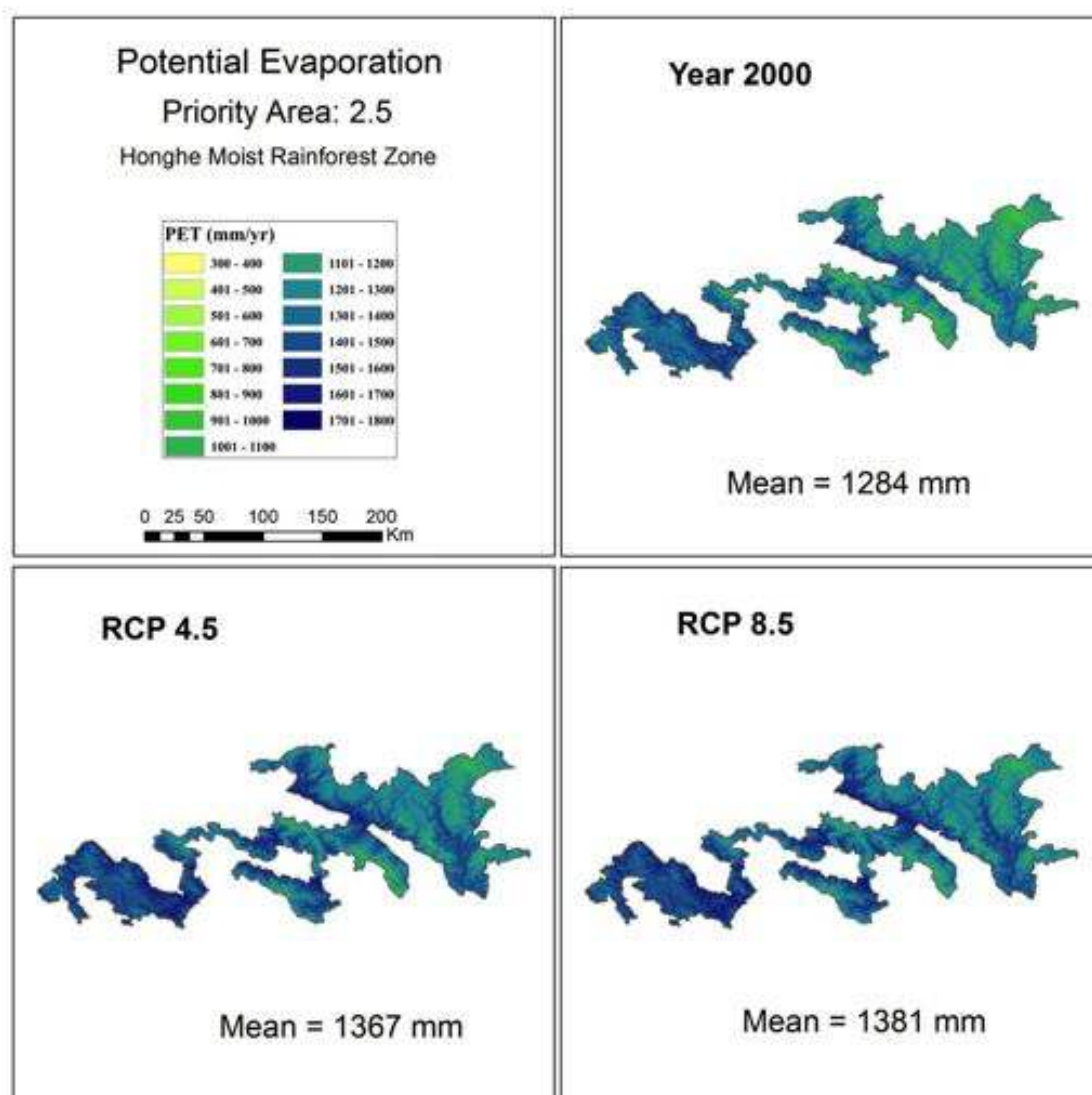 Potential Evaporation
Priority Area: 2.5
Honghe Moist Rainforest Zone
PET (mm/yr)
300 - 400
401 - 500
501 - 600
601 - 700
701 - 800
801 - 900
901 - 1000
1001 - 1100
1101 - 1200
1201 - 1300
1301 - 1400
1401 - 1500
1501 - 1600
1601 - 1700
1701 - 1800
0 25 50 100 150 200
Km
Year 2000
Mean = 1284 mm
RCP 4.5
Mean = 1367 mm
RCP 8.5
Mean = 1381 mm